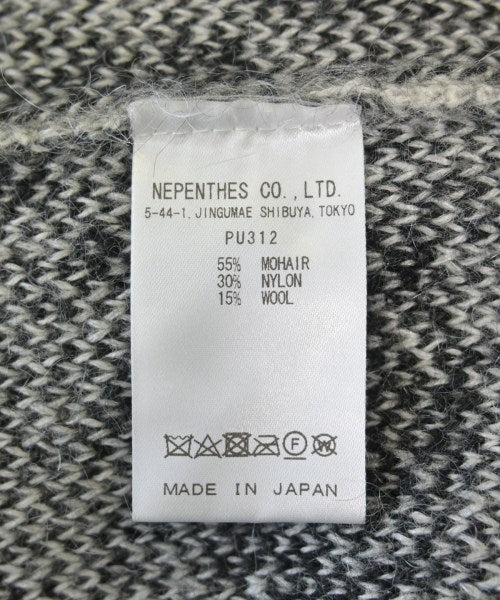 NEPENTHES CO.,LTD.
5-44-1, JINGUMAE SHIBUYA, TOKYO
PU312
55% MOHAIR
30% NYLON
15% WOOL
F W
MADE IN JAPAN